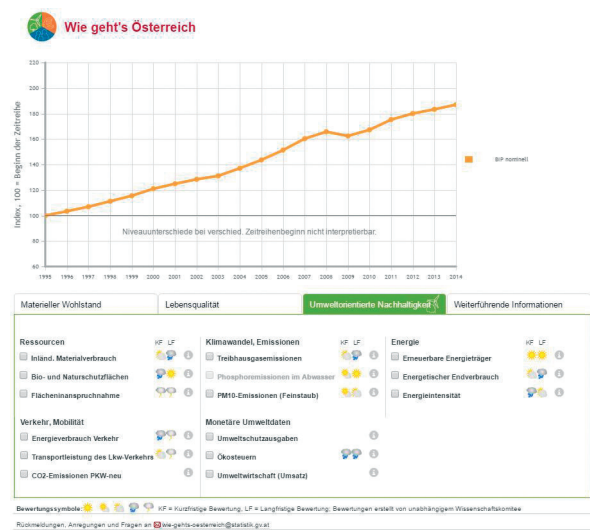 Wie geht's Österreich
Index, 100 = Beginn der Zeitreihe
220
200
180
160
140
120
100
80
60
Niveauunterschiede bei verschied. Zeitreihenbeginn nicht interpretierbar.
1995 1996 1997 1998 1999 2000 2001 2002 2003 2004 2005 2006 2007 2008 2009 2010 2011 2012 2013 2014
BIP nominell
Materieller Wohlstand Lebensqualität Umweltorientierte Nachhaltigkeit Weiterführende Informationen
Ressourcen KF LF Klimawandel, Emissionen KF LF Energie KF LF
Inländ. Materialverbrauch Treibhausgasemissionen Erneuerbare Energieträger
Bio- und Naturschutzflächen Phosphoremissionen im Abwasser Energetischer Endverbrauch
Flächeninanspruchnahme PM10-Emissionen (Feinstaub) Energieintensität
Verkehr, Mobilität Monetäre Umweltdaten
Energieverbrauch Verkehr Umweltschutzausgaben
Transportleistung des Lkw-Verkehrs Ökosteuern
CO2-Emissionen PKW-neu Umweltwirtschaft (Umsatz)
Bewertungssymbole: KF = Kurzfristige Bewertung, LF = Langfristige Bewertung; Bewertungen erstellt von unabhängigem Wissenschaftskomitee
Rückmeldungen, Anregungen und Fragen an wie-gehts-oesterreich@statistik.gv.at